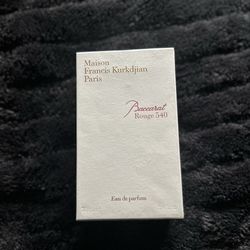 Maison
Francis Kurkdjian
Paris
Baccarat
Rouge 540
Eau de parfum